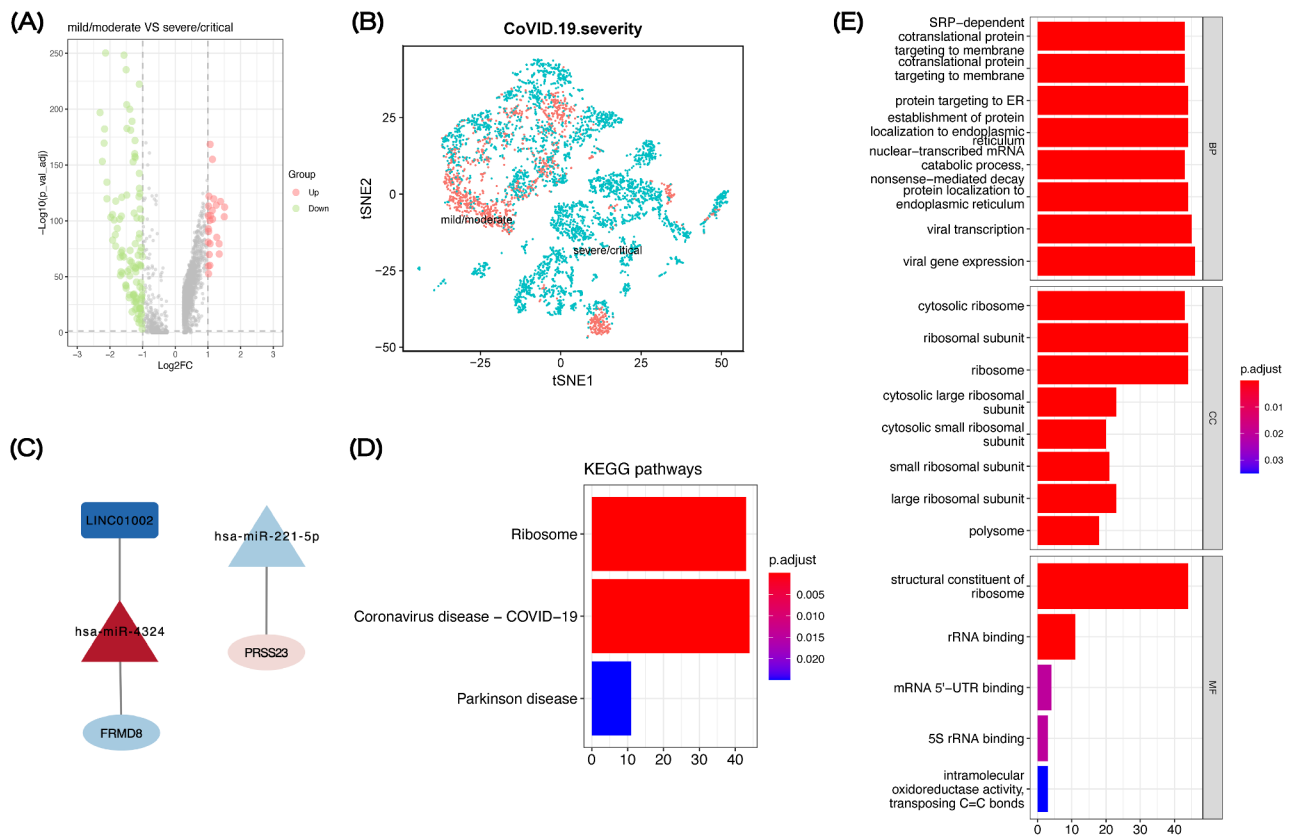 (A)
mild/moderate VS severe/critical
250
200
150
100
50
0
−Log10(p_val_adj)
−3
−2
−1
0
1
2
3
Log2FC
Group
Up
Down
(B)
CoVID.19.severity
25
0
−25
−50
tSNE2
mild/moderate
severe/critical
−25
0
25
50
tSNE1
(C)
LINC01002
hsa-miR-4324
FRMD8
hsa-miR-221-5p
PRSS23
(D)
KEGG pathways
Ribosome
Coronavirus disease − COVID−19
Parkinson disease
0
10
20
30
40
p.adjust
0.005
0.010
0.015
0.020
(E)
SRP−dependent
cotranslational protein
targeting to membrane
cotranslational protein
targeting to membrane
protein targeting to ER
establishment of protein
localization to endoplasmic
reticulum
nuclear−transcribed mRNA
catabolic process,
nonsense−mediated decay
protein localization to
endoplasmic reticulum
viral transcription
viral gene expression
BP
cytosolic ribosome
ribosomal subunit
ribosome
cytosolic large ribosomal
subunit
cytosolic small ribosomal
subunit
small ribosomal subunit
large ribosomal subunit
polysome
CC
structural constituent of
ribosome
rRNA binding
mRNA 5'−UTR binding
5S rRNA binding
intramolecular
oxidoreductase activity,
transposing C=C bonds
MF
0
10
20
30
40
p.adjust
0.01
0.02
0.03